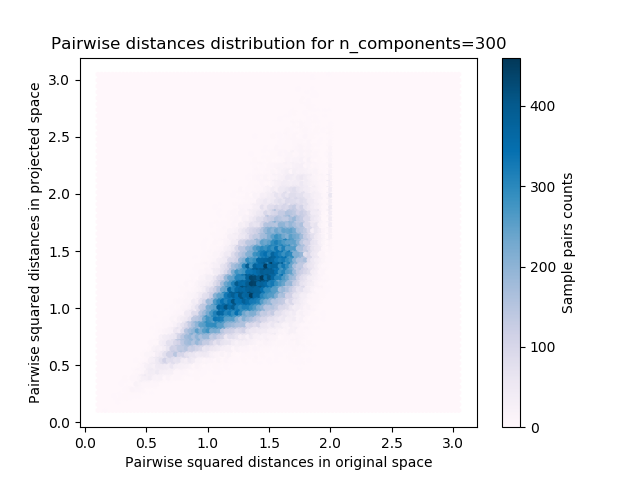 Pairwise distances distribution for n_components=300
Pairwise squared distances in projected space
3.0
2.5
2.0
1.5
1.0
0.5
0.0
0.0 0.5 1.0 1.5 2.0 2.5 3.0
Pairwise squared distances in original space
400
300
200
100
0
Sample pairs counts